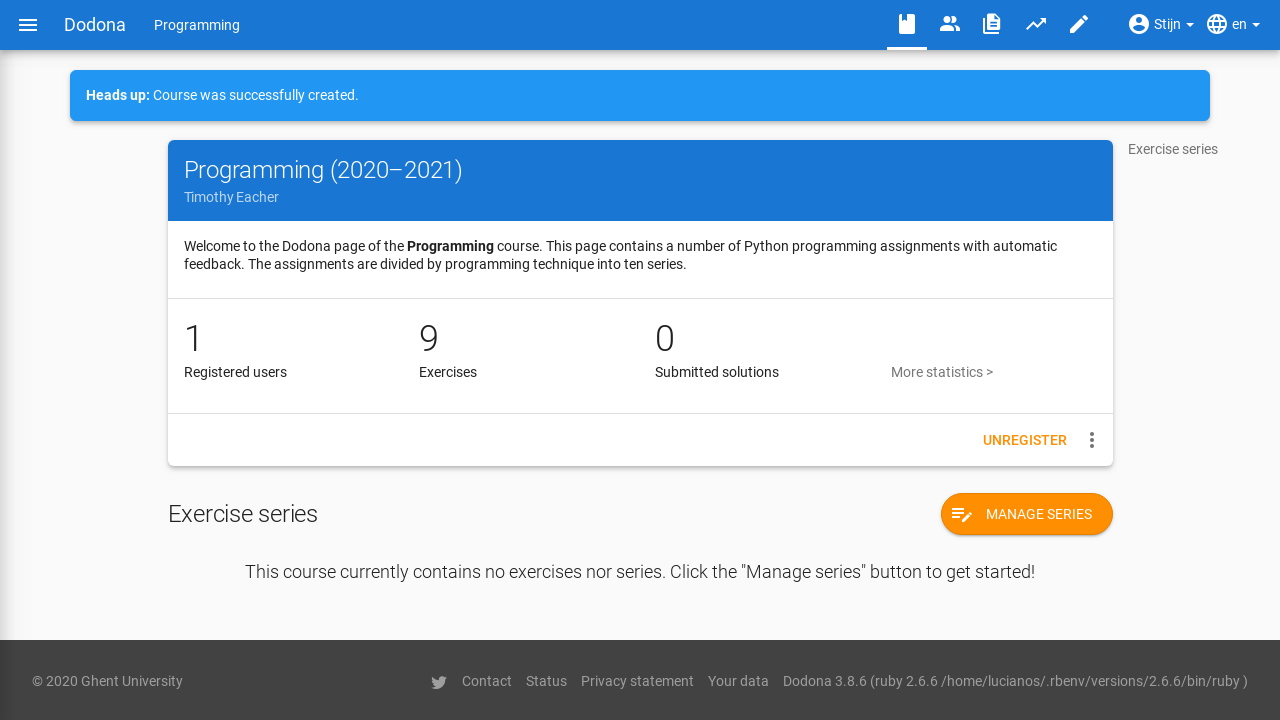 Dodona Programming Stijn en
Heads up: Course was successfully created.
Programming (2020–2021)
Timothy Eacher
Exercise series
Welcome to the Dodona page of the Programming course. This page contains a number of Python programming assignments with automatic
feedback. The assignments are divided by programming technique into ten series.
1 9 0
Registered users Exercises Submitted solutions More statistics >
UNREGISTER
Exercise series MANAGE SERIES
This course currently contains no exercises nor series. Click the "Manage series" button to get started!
© 2020 Ghent University Contact Status Privacy statement Your data Dodona 3.8.6 (ruby 2.6.6 /home/lucianos/.rbenv/versions/2.6.6/bin/ruby )